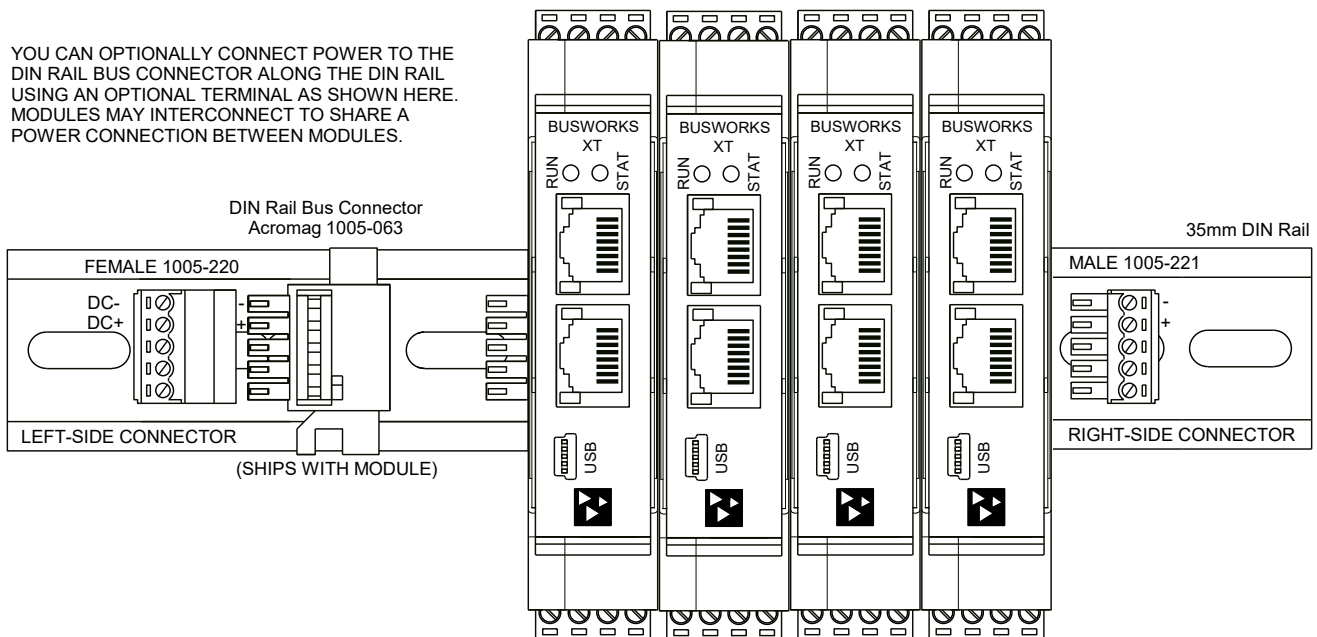 YOU CAN OPTIONALLY CONNECT POWER TO THE
DIN RAIL BUS CONNECTOR ALONG THE DIN RAIL
USING AN OPTIONAL TERMINAL AS SHOWN HERE.
MODULES MAY INTERCONNECT TO SHARE A
POWER CONNECTION BETWEEN MODULES.
DIN Rail Bus Connector
Acromag 1005-063
FEMALE 1005-220
DC-
DC+
-
+
LEFT-SIDE CONNECTOR
(SHIPS WITH MODULE)
BUSWORKS
XT
RUN
STAT
USB
BUSWORKS
XT
RUN
STAT
USB
BUSWORKS
XT
RUN
STAT
USB
BUSWORKS
XT
RUN
STAT
USB
35mm DIN Rail
MALE 1005-221
-
+
RIGHT-SIDE CONNECTOR